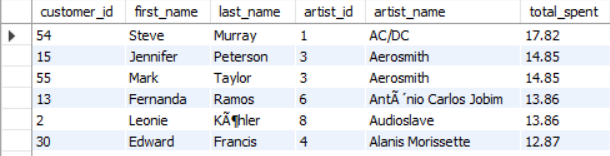 customer_id first_name last_name artist_id artist_name total_spent
54 Steve Murray 1 AC/DC 17.82
15 Jennifer Peterson 3 Aerosmith 14.85
55 Mark Taylor 3 Aerosmith 14.85
13 Fernanda Ramos 6 AntÃ´nio Carlos Jobim 13.86
2 Leonie KÃ¶hler 8 Audioslave 13.86
30 Edward Francis 4 Alanis Morissette 12.87